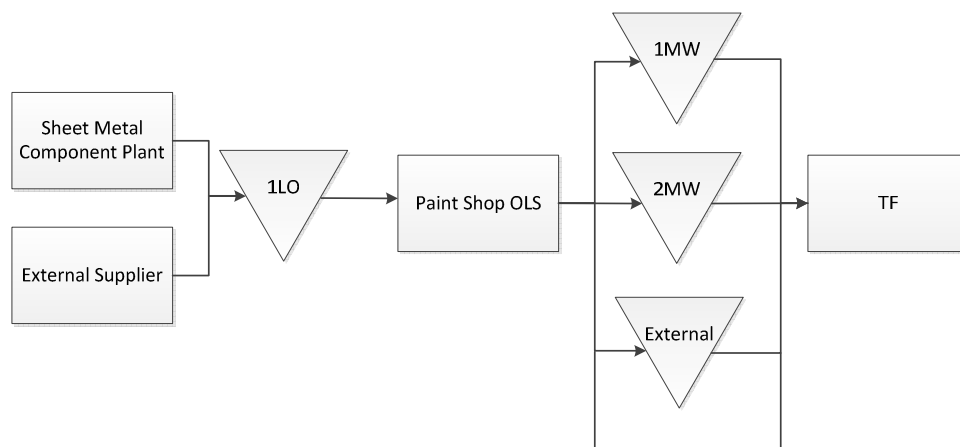 Sheet Metal
Component Plant
External Supplier
1LO
Paint Shop OLS
1MW
2MW
External
TF